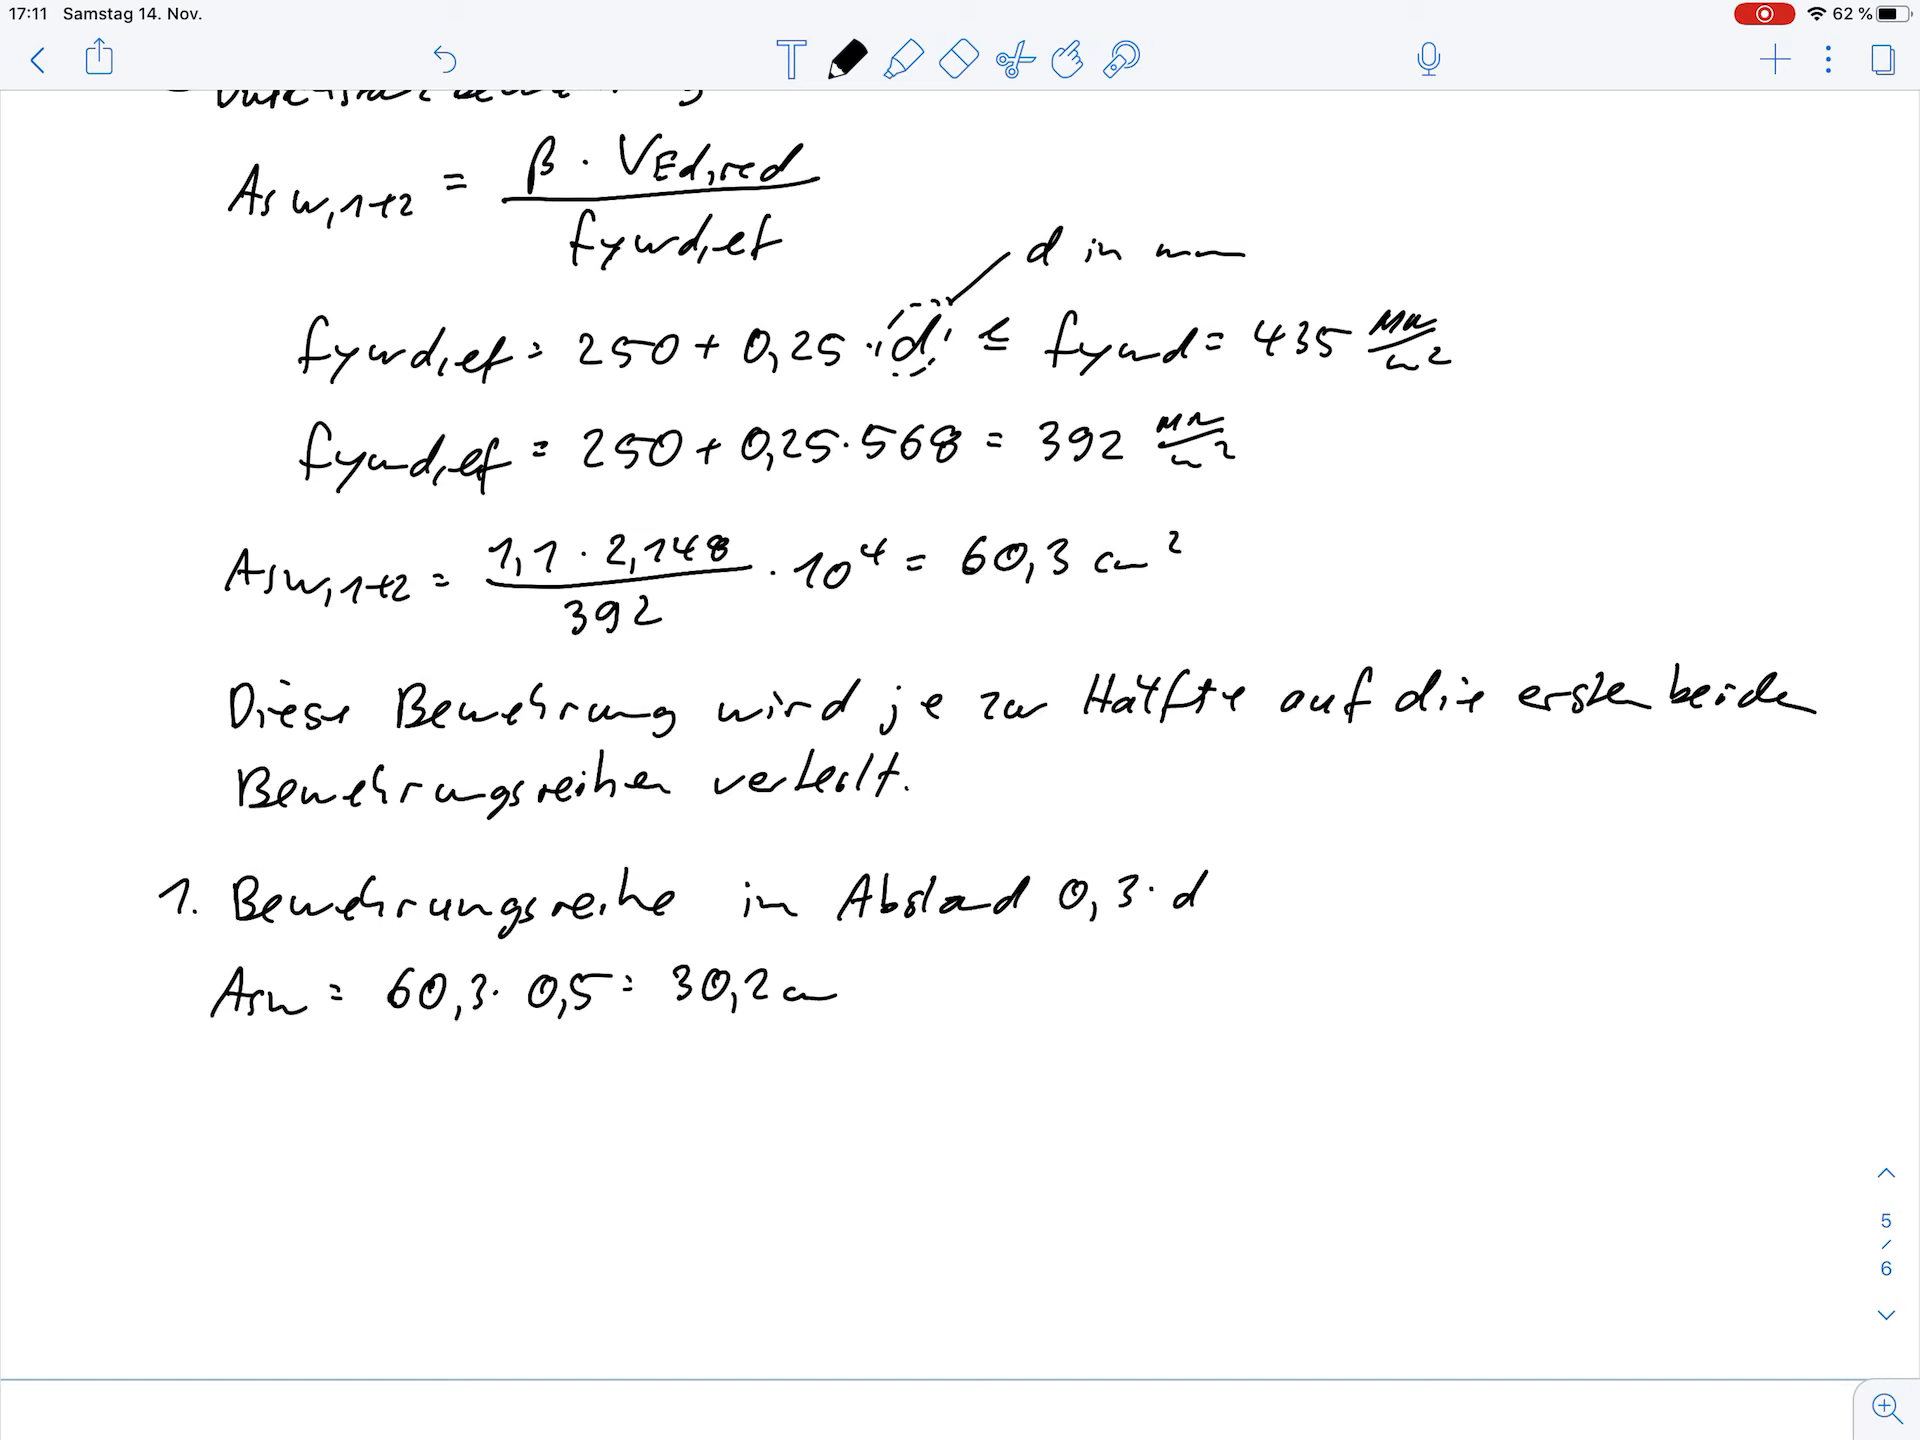 17:11 Samstag 14. Nov.
62 %
Asw,1+2 = β · VEd,red / fywd,ef
d in mm
fywd,ef = 250 + 0,25 · d ≤ fywd = 435 MN/m²
fywd,ef = 250 + 0,25 · 568 = 392 MN/m²
Asw,1+2 = 1,1 · 2,148 / 392 · 10⁴ = 60,3 cm²
Diese Bewehrung wird je zur Hälfte auf die ersten beiden
Bewehrungsreihen verteilt.
1. Bewehrungsreihe im Abstand 0,3 · d
Asw = 60,3 · 0,5 = 30,2 cm
5
/
6